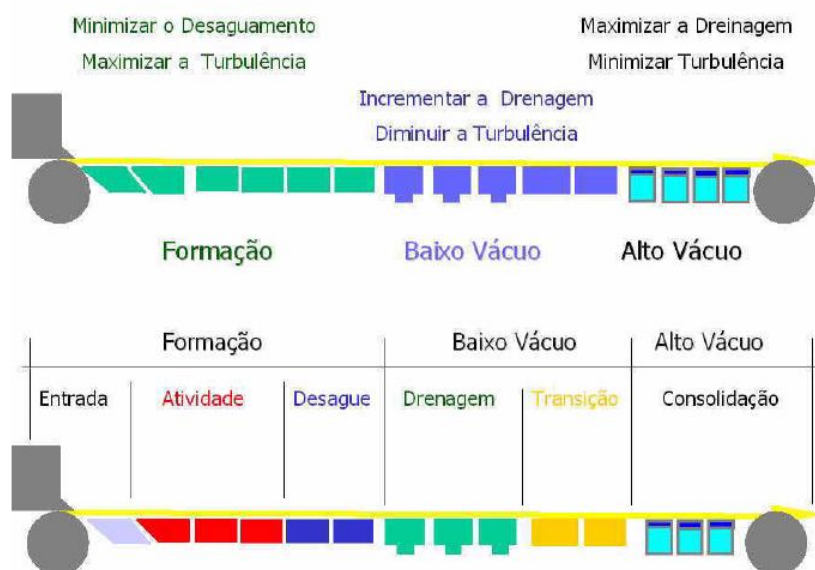 Minimizar o Desaguamento
Maximizar a Turbulência
Maximizar a Dreinagem
Minimizar Turbulência
Incrementar a Drenagem
Diminuir a Turbulência
Formação
Baixo Vácuo
Alto Vácuo
Formação
Baixo Vácuo
Alto Vácuo
Entrada
Atividade
Desague
Drenagem
Transição
Consolidação